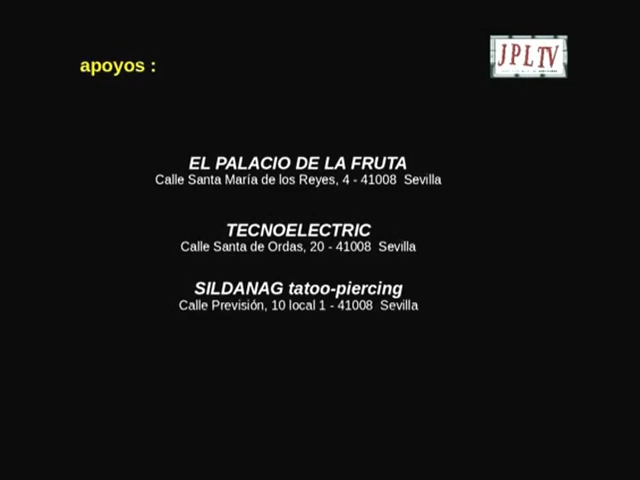 apoyos :
JPLTV
EL PALACIO DE LA FRUTA
Calle Santa María de los Reyes, 4 - 41008 Sevilla
TECNOELECTRIC
Calle Santa de Ordas, 20 - 41008 Sevilla
SILDANAG tatoo-piercing
Calle Previsión, 10 local 1 - 41008 Sevilla